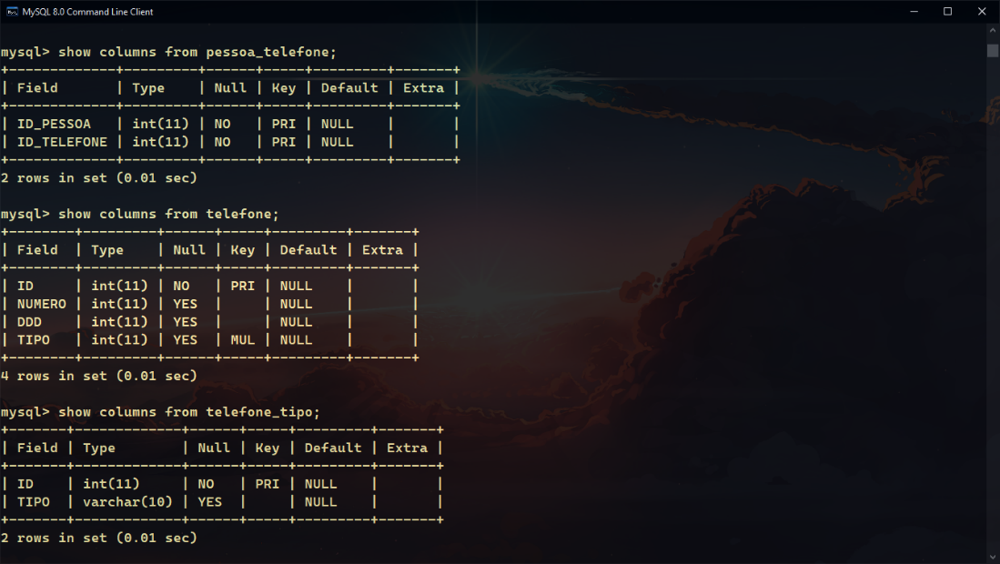 MySQL 8.0 Command Line Client
mysql> show columns from pessoa_telefone;
+-------------+---------+------+-----+---------+-------+
| Field       | Type    | Null | Key | Default | Extra |
+-------------+---------+------+-----+---------+-------+
| ID_PESSOA   | int(11) | NO   | PRI | NULL    |       |
| ID_TELEFONE | int(11) | NO   | PRI | NULL    |       |
+-------------+---------+------+-----+---------+-------+
2 rows in set (0.01 sec)
mysql> show columns from telefone;
+--------+---------+------+-----+---------+-------+
| Field  | Type    | Null | Key | Default | Extra |
+--------+---------+------+-----+---------+-------+
| ID     | int(11) | NO   | PRI | NULL    |       |
| NUMERO | int(11) | YES  |     | NULL    |       |
| DDD    | int(11) | YES  |     | NULL    |       |
| TIPO   | int(11) | YES  | MUL | NULL    |       |
+--------+---------+------+-----+---------+-------+
4 rows in set (0.01 sec)
mysql> show columns from telefone_tipo;
+-------+-------------+------+-----+---------+-------+
| Field | Type        | Null | Key | Default | Extra |
+-------+-------------+------+-----+---------+-------+
| ID    | int(11)     | NO   | PRI | NULL    |       |
| TIPO  | varchar(10) | YES  |     | NULL    |       |
+-------+-------------+------+-----+---------+-------+
2 rows in set (0.01 sec)